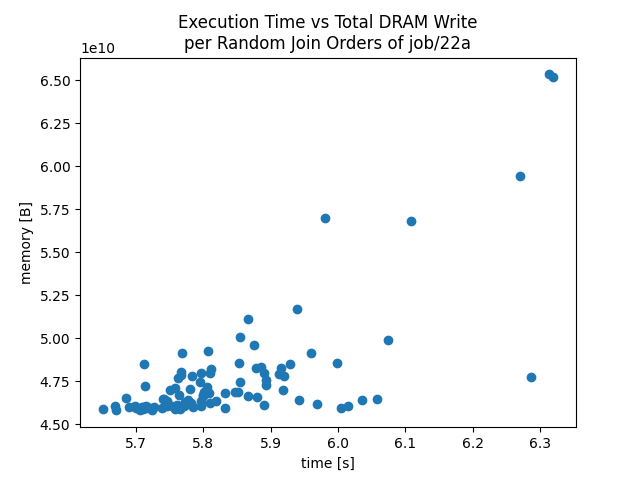 Execution Time vs Total DRAM Write
per Random Join Orders of job/22a
1e10
6.50
6.25
6.00
5.75
5.50
5.25
5.00
4.75
4.50
memory [B]
5.7 5.8 5.9 6.0 6.1 6.2 6.3
time [s]